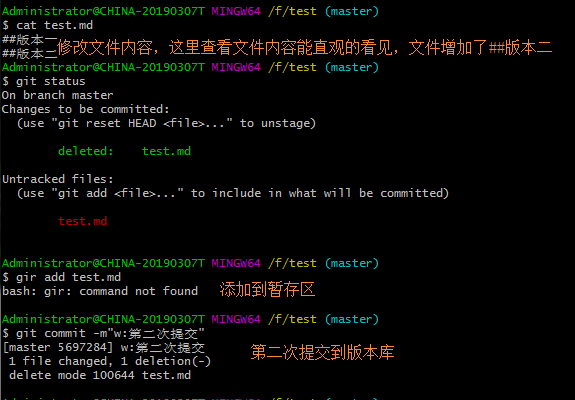 Administrator@CHINA-20190307T MINGW64 /f/test (master)
$ cat test.md
##版本一
##版本二
修改文件内容，这里查看文件内容能直观的看见，文件增加了##版本二
Administrator@CHINA-20190307T MINGW64 /f/test (master)
$ git status
On branch master
Changes to be committed:
  (use "git reset HEAD <file>..." to unstage)
        deleted:    test.md
Untracked files:
  (use "git add <file>..." to include in what will be committed)
        test.md
Administrator@CHINA-20190307T MINGW64 /f/test (master)
$ gir add test.md
bash: gir: command not found 添加到暂存区
Administrator@CHINA-20190307T MINGW64 /f/test (master)
$ git commit -m"w:第二次提交"
[master 5697284] w:第二次提交 第二次提交到版本库
 1 file changed, 1 deletion(-)
 delete mode 100644 test.md